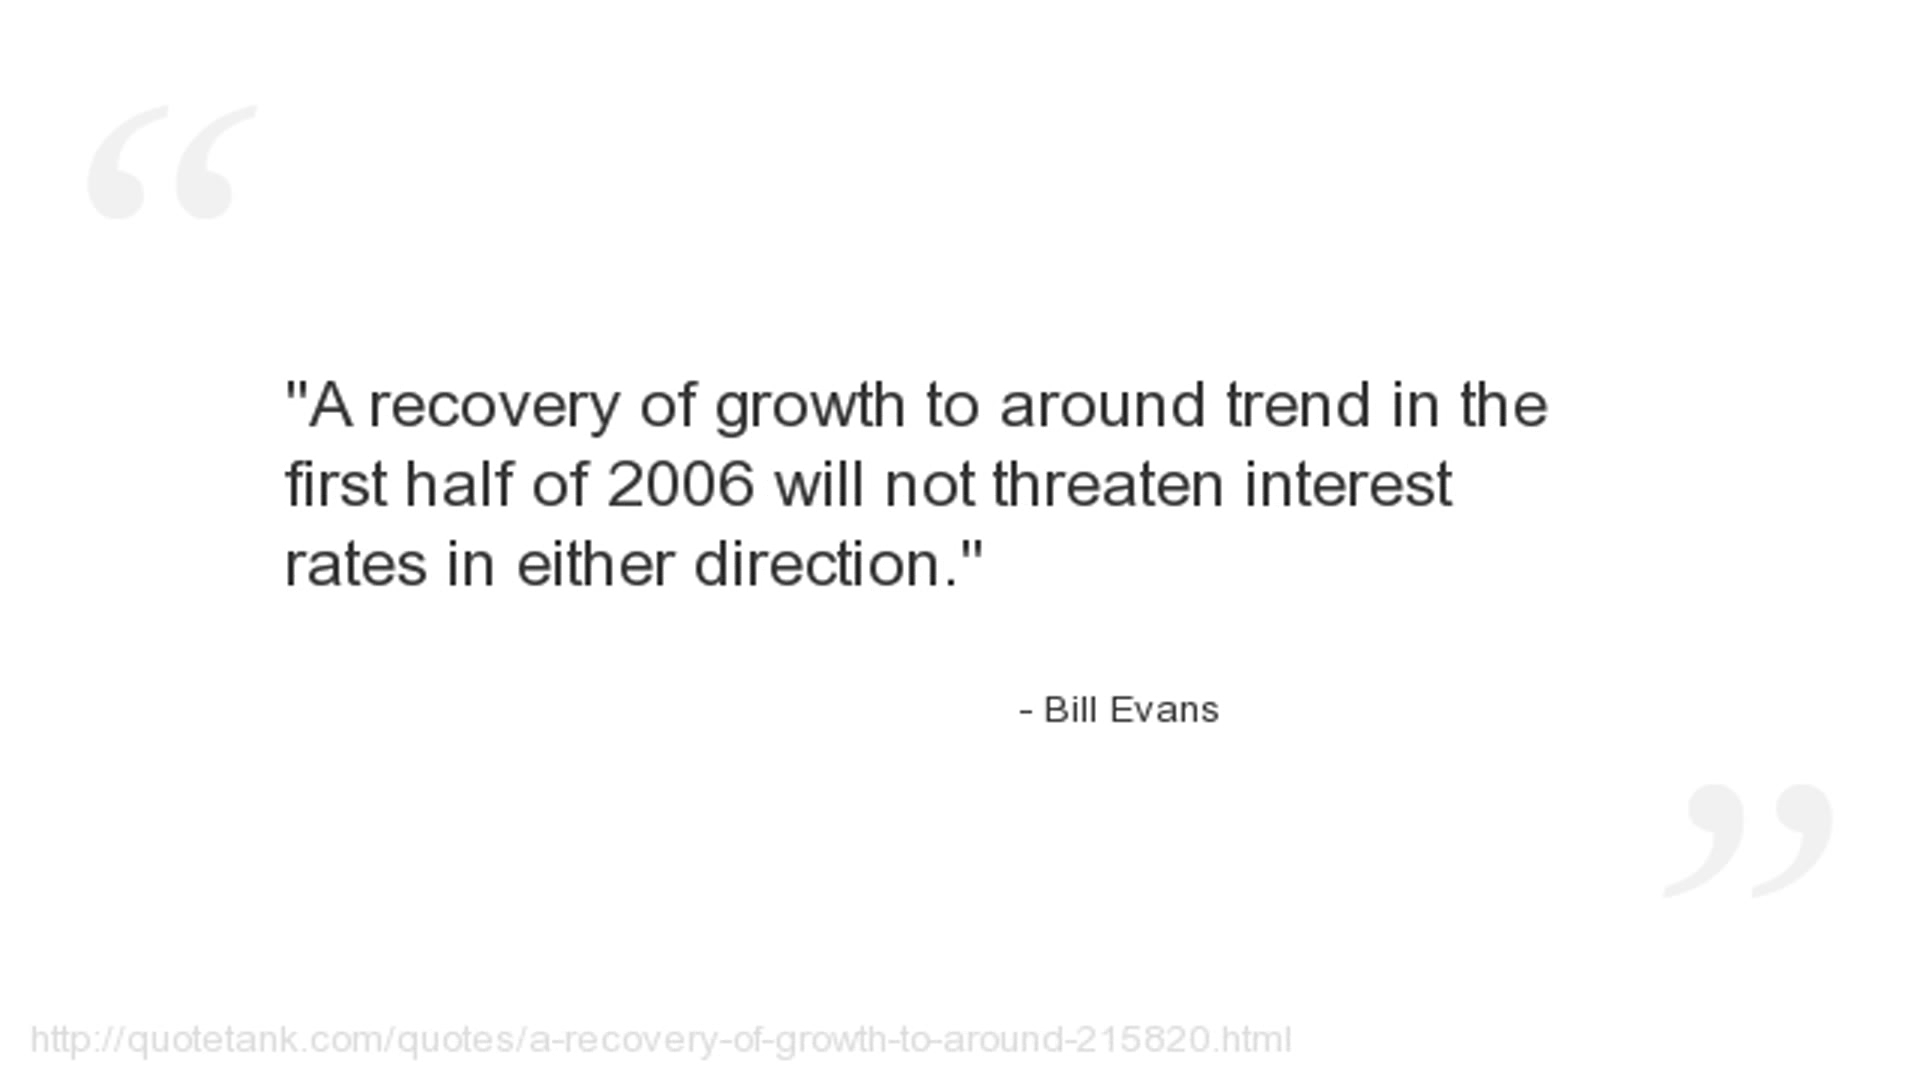 "A recovery of growth to around trend in the
first half of 2006 will not threaten interest
rates in either direction."
- Bill Evans
http://quotetank.com/quotes/a-recovery-of-growth-to-around-215820.html